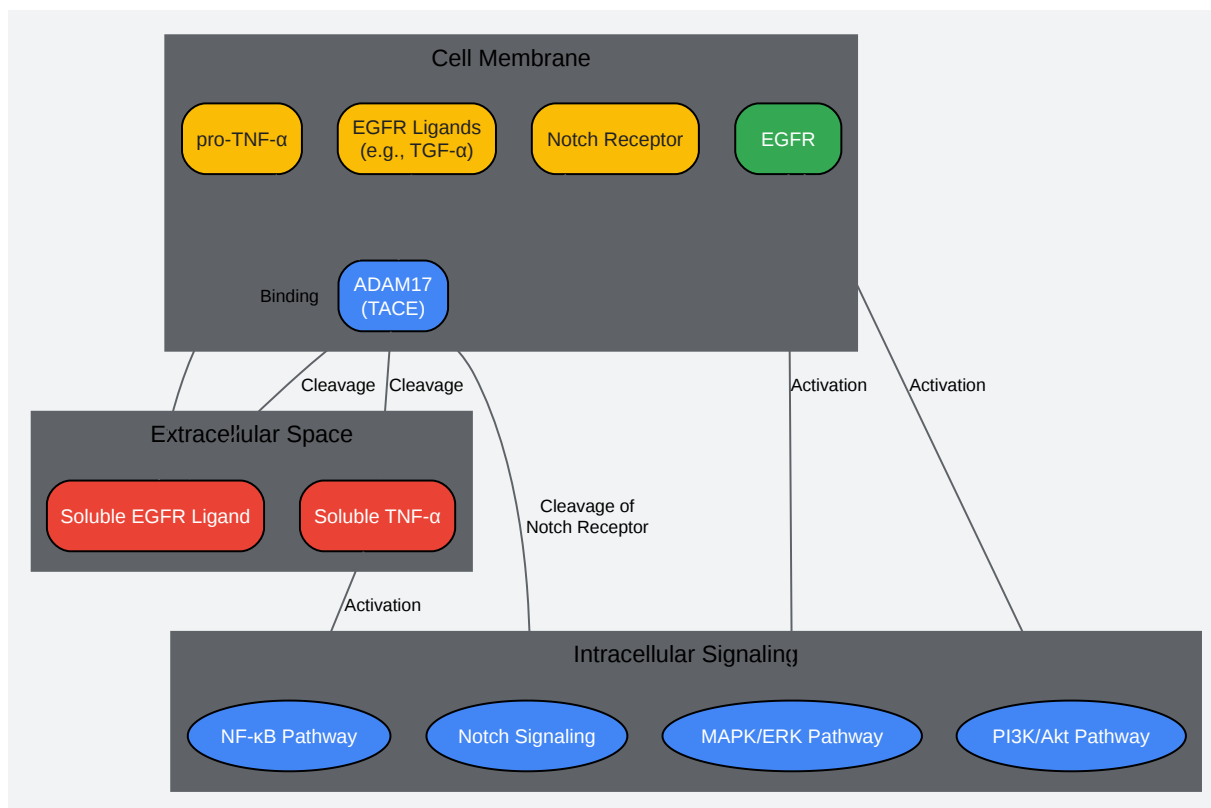 Cell Membrane
pro-TNF-α
EGFR Ligands
(e.g., TGF-α)
Notch Receptor
EGFR
Binding
ADAM17
(TACE)
Cleavage
Cleavage
Activation
Activation
Extracellular Space
Soluble EGFR Ligand
Soluble TNF-α
Cleavage of
Notch Receptor
Activation
Intracellular Signaling
NF-κB Pathway
Notch Signaling
MAPK/ERK Pathway
PI3K/Akt Pathway